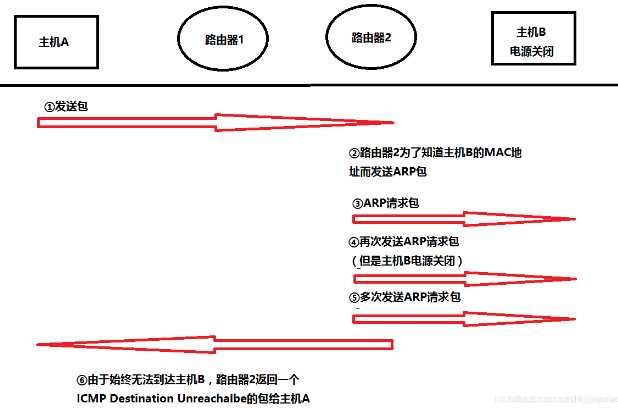 主机A
路由器1
路由器2
主机B
电源关闭
①发送包
②路由器2为了知道主机B的MAC地
址而发送ARP包
③ARP请求包
④再次发送ARP请求包
（但是主机B电源关闭）
⑤多次发送ARP请求包
⑥由于始终无法到达主机B，路由器2返回一个
ICMP Destination Unreachalbe的包给主机A